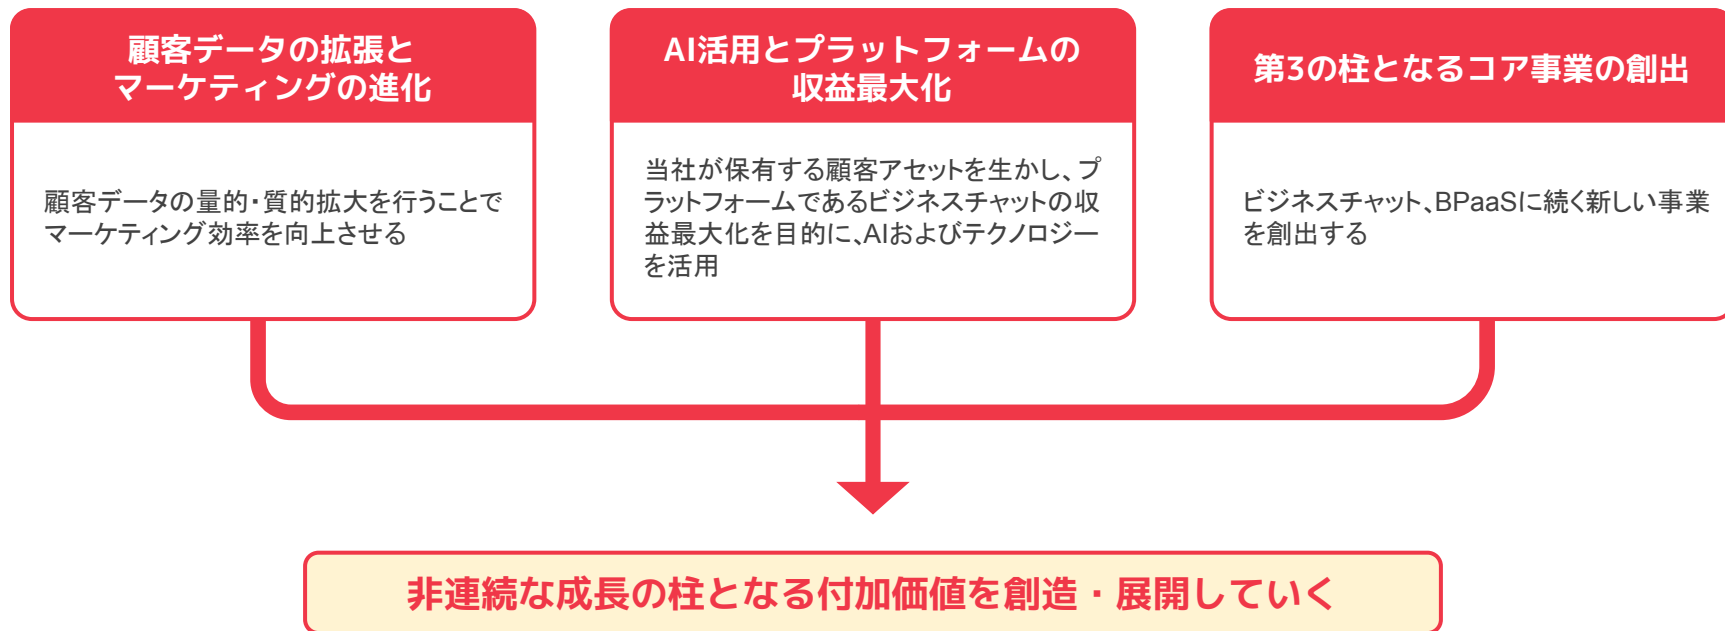 顧客データの拡張と
マーケティングの進化
顧客データの量的・質的拡大を行うことで
マーケティング効率を向上させる
AI活用とプラットフォームの
収益最大化
当社が保有する顧客アセットを生かし、プ
ラットフォームであるビジネスチャットの収
益最大化を目的に、AIおよびテクノロジー
を活用
第3の柱となるコア事業の創出
ビジネスチャット、BPaaSに続く新しい事業
を創出する
非連続な成長の柱となる付加価値を創造・展開していく